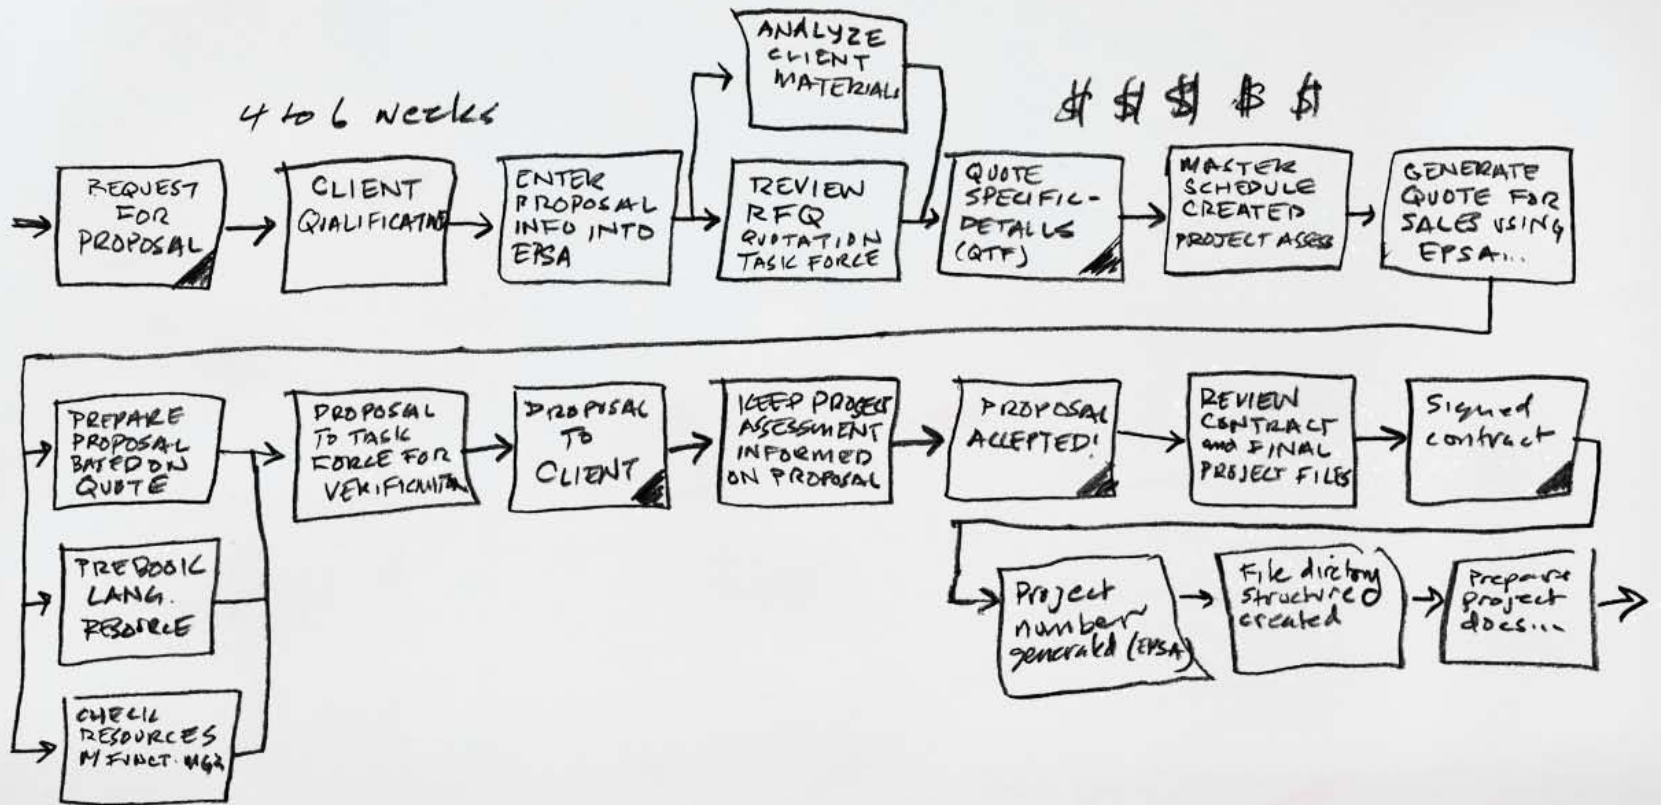 4 to 6 weeks
$ $ $ $ $
REQUEST
FOR
PROPOSAL
CLIENT
ENTER
PROPOSAL
INFO INTO
EPSA
ANALYZE
CLIENT
MATERIALS
REVIEW
RFQ
QUOTATION
TASK FORCE
QUOTE
SPECIFIC-
DETAILS
(QTF)
MASTER
SCHEDULE
CREATED
PROJECT ASSESS
GENERATE
QUOTE FOR
SALES USING
EPSA...
PREPARE
PROPOSAL
BASED ON
QUOTE
PREBOOK
LANG.
RESOURCE
CHECK
RESOURCES
FUNCT. MGR
PROPOSAL
TO TASK
FORCE FOR
PROPOSAL
TO
CLIENT
KEEP PROJECT
ASSESSMENT
INFORMED
ON PROPOSAL
PROPOSAL
ACCEPTED!
REVIEW
CONTRACT
and FINAL
PROJECT FILES
Signed
contract
Project
number
generated (EPSA)
File
structure
created
Prepare
project
docs...